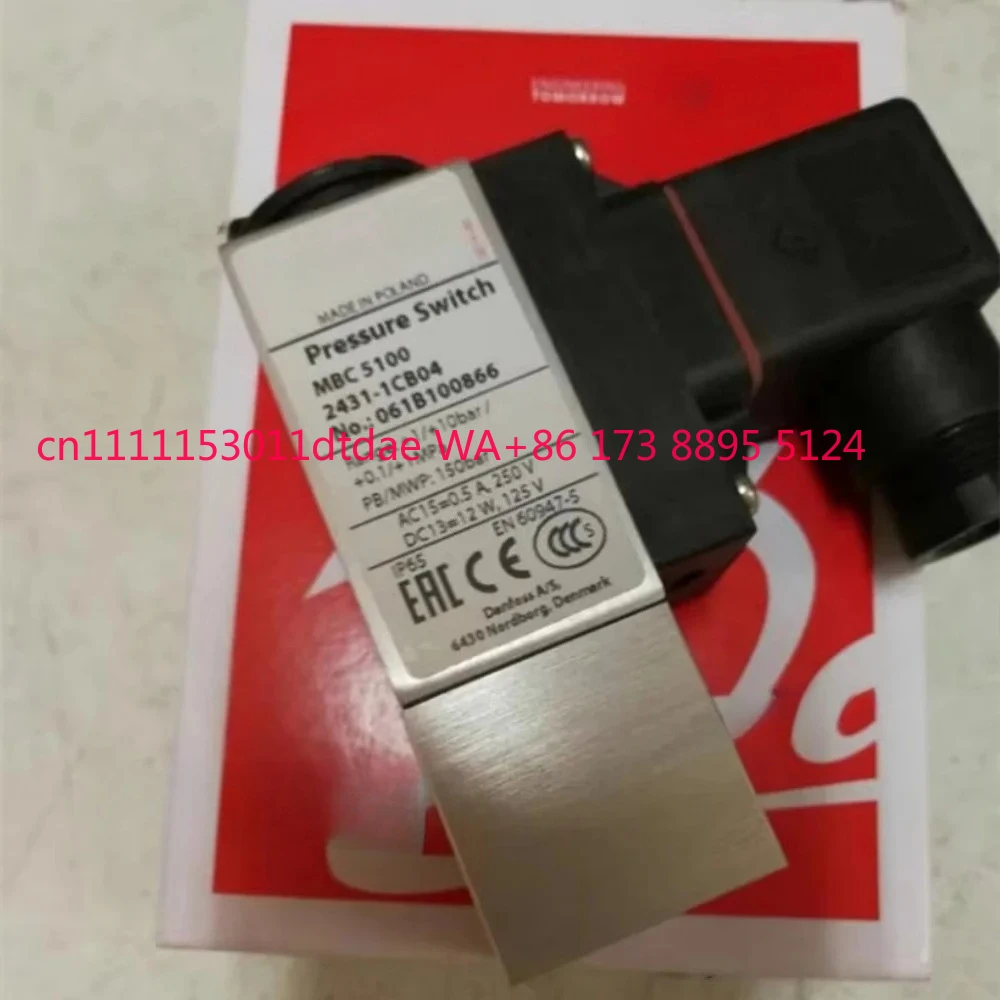 ENGINEERING
TOMORROW
MADE IN POLAND
Pressure Switch
MBC 5100
2431-1CB04
No.: 061B100866
/+10bar /
cn1111153011dtdae WA+86 173 8895 5124
+0.1/+1MPa
PB/MWP: 150bar
AC15=0.5 A, 250 V
DC13=12 W, 125 V
IP65 EN 60947-5
EAC CE CCC S
Danfoss A/S,
6430 Nordborg, Denmark